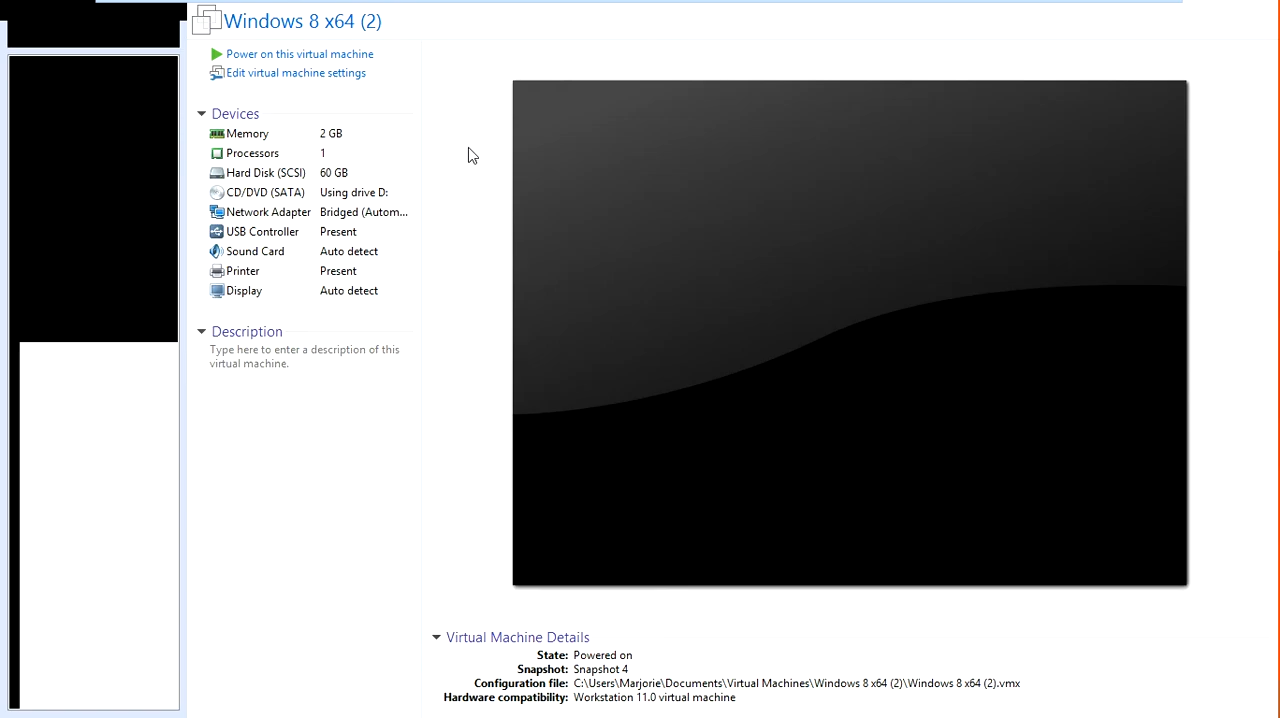 Windows 8 x64 (2)
Power on this virtual machine
Edit virtual machine settings
Devices
Memory 2 GB
Processors 1
Hard Disk (SCSI) 60 GB
CD/DVD (SATA) Using drive D:
Network Adapter Bridged (Autom...
USB Controller Present
Sound Card Auto detect
Printer Present
Display Auto detect
Description
Type here to enter a description of this
virtual machine.
Virtual Machine Details
State: Powered on
Snapshot: Snapshot 4
Configuration file: C:\Users\Marjorie\Documents\Virtual Machines\Windows 8 x64 (2)\Windows 8 x64 (2).vmx
Hardware compatibility: Workstation 11.0 virtual machine